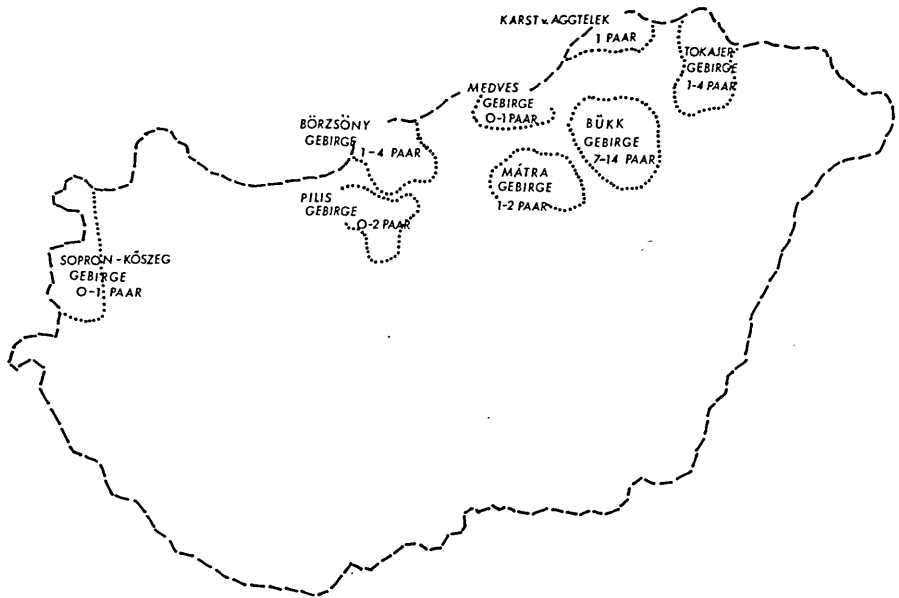 KARST v. AGGTELEK
1 PAAR
TOKAJER
GEBIRGE
1-4 PAAR
MEDVES
GEBIRGE
0-1 PAAR
BÖRZSÖNY
GEBIRGE
1-4 PAAR
BÜKK
GEBIRGE
7-14 PAAR
MÁTRA
GEBIRGE
1-2 PAAR
PILIS
GEBIRGE
0-2 PAAR
SOPRON-KŐSZEG
GEBIRGE
0-1 PAAR